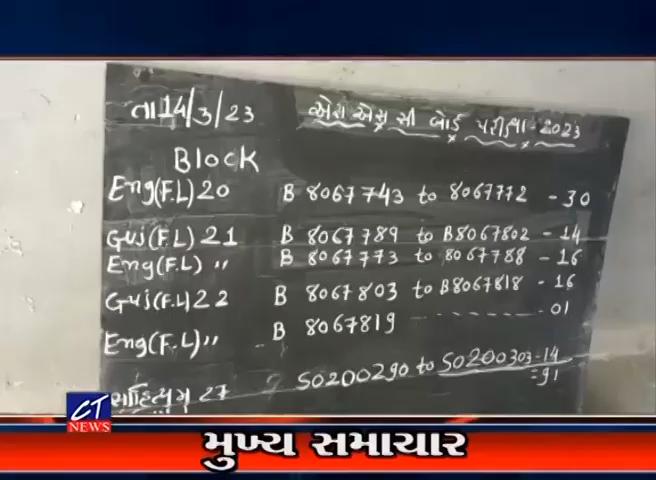 તા 14/3/23 એસ એસ સી બોર્ડ પરીક્ષા-2023
Block
Eng(F.L) 20 B 8067743 to 8067772 - 30
Guj(F.L) 21 B 8067789 to B8067802 - 14
Eng(F.L) " B 8067773 to 8067788 - 16
Guj(F.L) 22 B 8067803 to B8067818 - 16
Eng(F.L) " B 8067819 - - - - - - - - 01
27 S0200290 to S0200303-14
=91
CT
NEWS
મુખ્ય સમાચાર